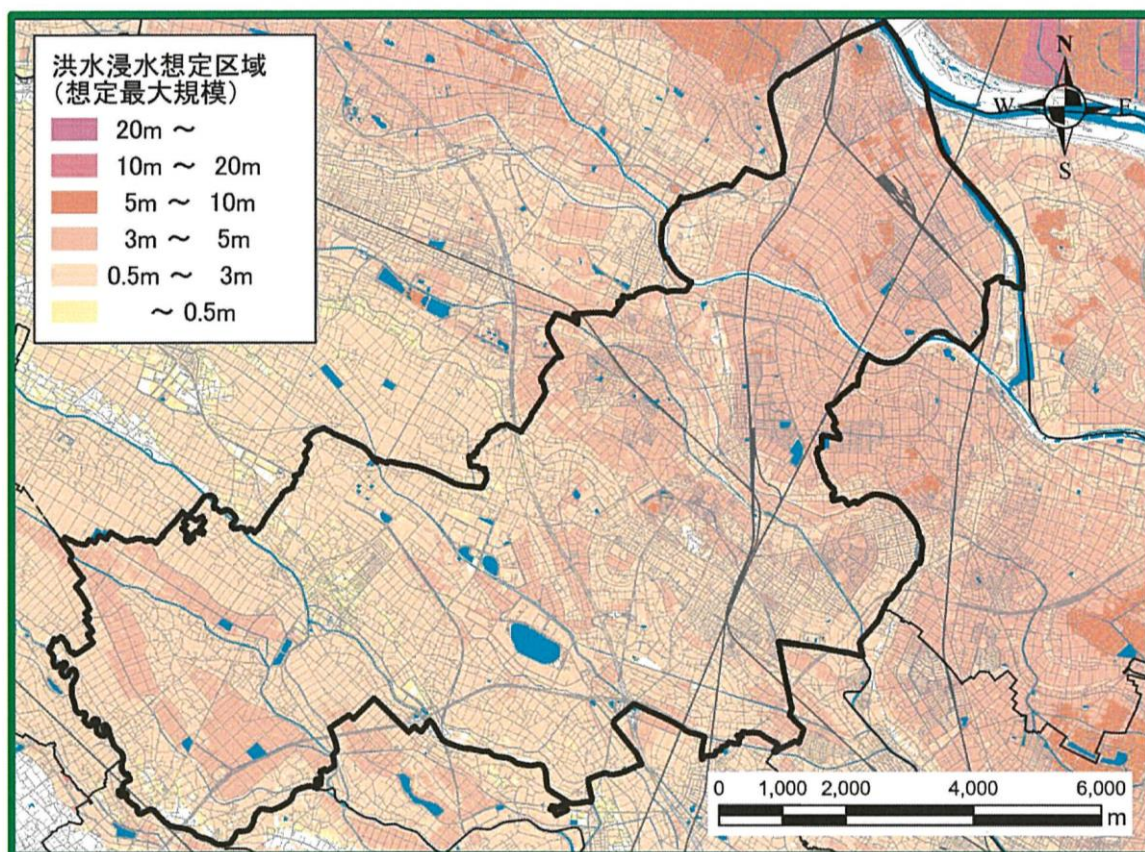 洪水浸水想定区域
(想定最大規模)
20m ～
10m ～ 20m
5m ～ 10m
3m ～ 5m
0.5m ～ 3m
～ 0.5m
N
W E
S
0 1,000 2,000 4,000 6,000
m